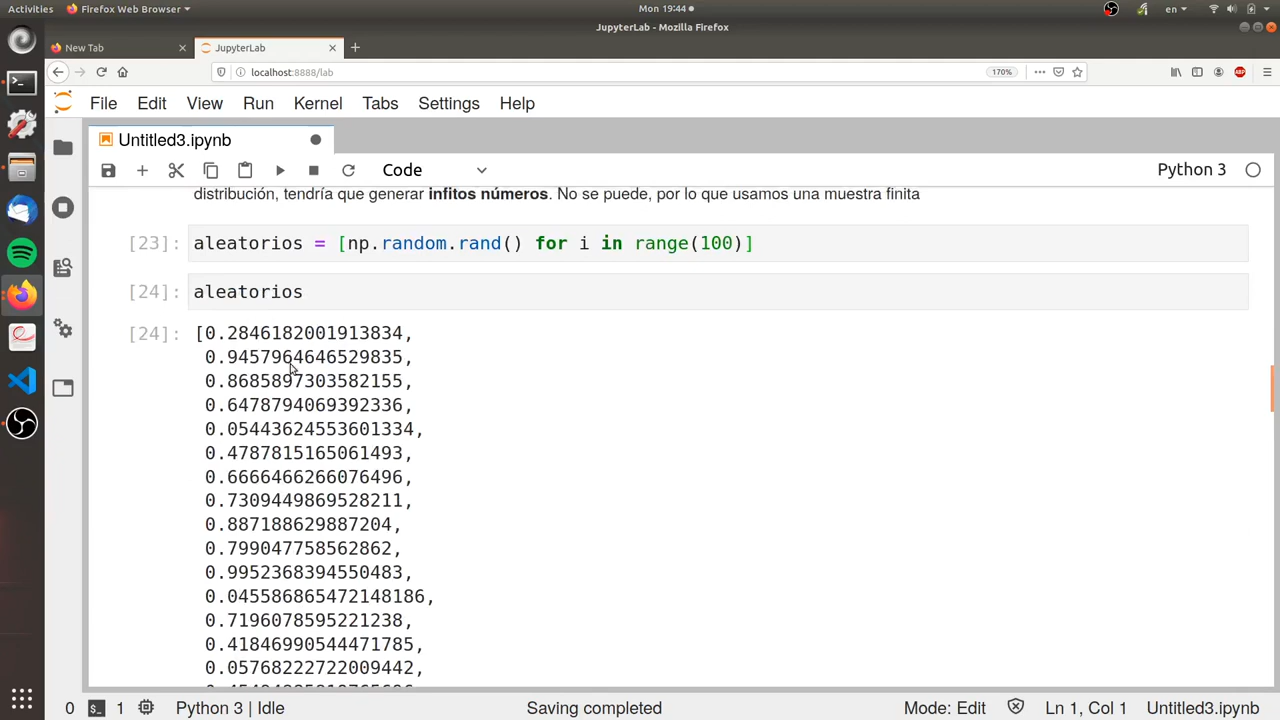 Activities Firefox Web Browser Mon 19:44 en
JupyterLab - Mozilla Firefox
New Tab JupyterLab
localhost:8888/lab 170% ABP
File Edit View Run Kernel Tabs Settings Help
Untitled3.ipynb
Code Python 3
distribución, tendría que generar infitos números. No se puede, por lo que usamos una muestra finita
[23]: aleatorios = [np.random.rand() for i in range(100)]
[24]: aleatorios
[24]: [0.2846182001913834,
0.9457964646529835,
0.8685897303582155,
0.6478794069392336,
0.054436245536013​34,
0.4787815165061493,
0.6666466266076496,
0.7309449869528211,
0.887188629887204,
0.799047758562862,
0.9952368394550483,
0.045586865472148186,
0.7196078595221238,
0.41846990544471785,
0.05768222722009442,
0 1 Python 3 | Idle Saving completed Mode: Edit Ln 1, Col 1 Untitled3.ipynb